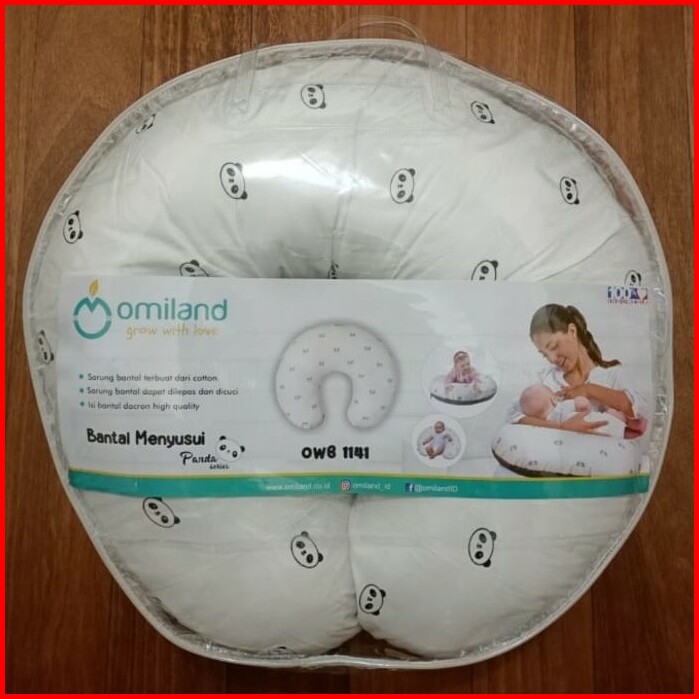 omiland
grow with love
Sarung bantal terbuat dari cotton
Sarung bantal dapat dilepas dan dicuci
Isi bantal dacron high quality
Bantal Menyusui
Panda
series
OWB 1141
100%
www.omiland.co.id
omiland_id
@omilandID